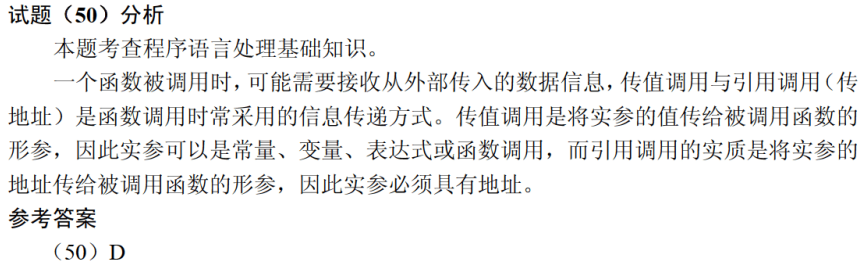 试题（50）分析
本题考查程序语言处理基础知识。
一个函数被调用时，可能需要接收从外部传入的数据信息，传值调用与引用调用（传
地址）是函数调用时常采用的信息传递方式。传值调用是将实参的值传给被调用函数的
形参，因此实参可以是常量、变量、表达式或函数调用，而引用调用的实质是将实参的
地址传给被调用函数的形参，因此实参必须具有地址。
参考答案
（50）D